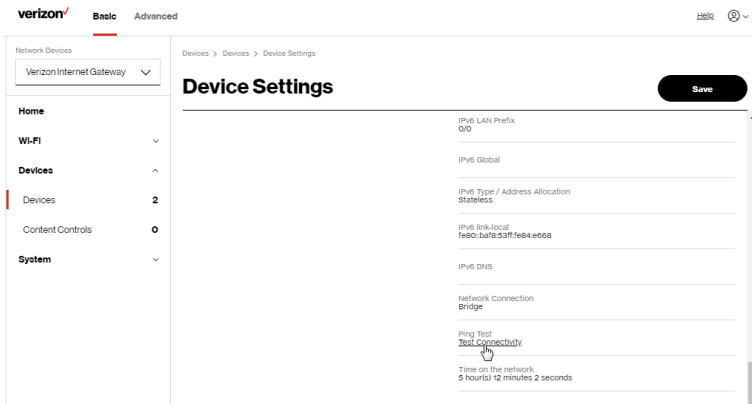 verizon✓ Basic Advanced Help
Network Devices
Verizon Internet Gateway
Home
Wi-Fi
Devices
Devices 2
Content Controls 0
System
Devices > Devices > Device Settings
Device Settings
Save
IPv6 LAN Prefix
0/0
IPv6 Global
IPv6 Type / Address Allocation
Stateless
IPv6 link-local
fe80::baf8:53ff:fe84:e668
IPv6 DNS
Network Connection
Bridge
Ping Test
Test Connectivity
Time on the network
5 hour(s) 12 minutes 2 seconds